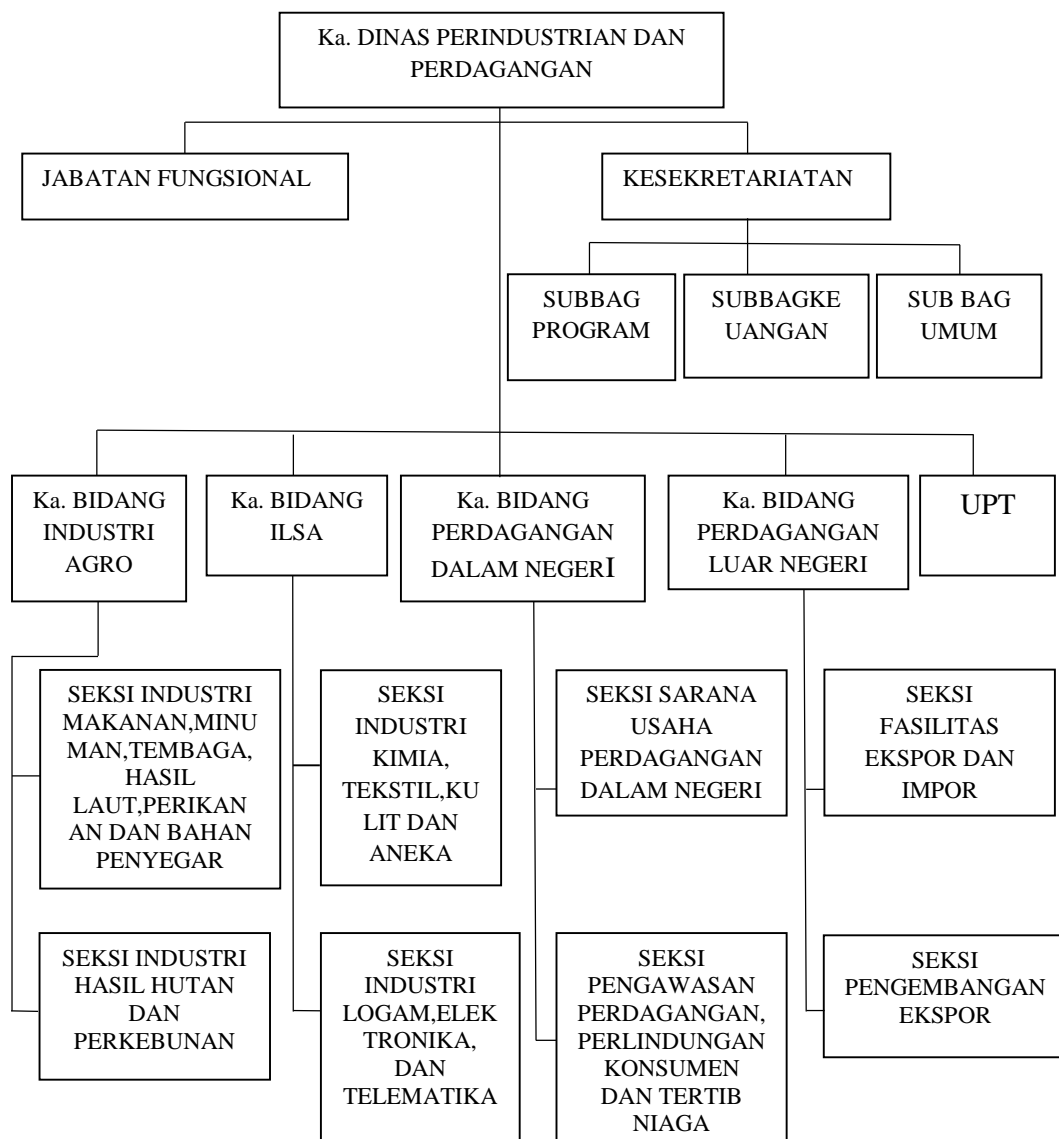 Ka. DINAS PERINDUSTRIAN DAN
PERDAGANGAN
JABATAN FUNGSIONAL
KESEKRETARIATAN
SUBBAG
PROGRAM
SUBBAGKE
UANGAN
SUB BAG
UMUM
Ka. BIDANG
INDUSTRI
AGRO
Ka. BIDANG
ILSA
Ka. BIDANG
PERDAGANGAN
DALAM NEGERI
Ka. BIDANG
PERDAGANGAN
LUAR NEGERI
UPT
SEKSI INDUSTRI
MAKANAN,MINU
MAN,TEMBAGA,
HASIL
LAUT,PERIKAN
AN DAN BAHAN
PENYEGAR
SEKSI
INDUSTRI
KIMIA,
TEKSTIL,KU
LIT DAN
ANEKA
SEKSI SARANA
USAHA
PERDAGANGAN
DALAM NEGERI
SEKSI
FASILITAS
EKSPOR DAN
IMPOR
SEKSI INDUSTRI
HASIL HUTAN
DAN
PERKEBUNAN
SEKSI
INDUSTRI
LOGAM,ELEK
TRONIKA,
DAN
TELEMATIKA
SEKSI
PENGAWASAN
PERDAGANGAN,
PERLINDUNGAN
KONSUMEN
DAN TERTIB
NIAGA
SEKSI
PENGEMBANGAN
EKSPOR